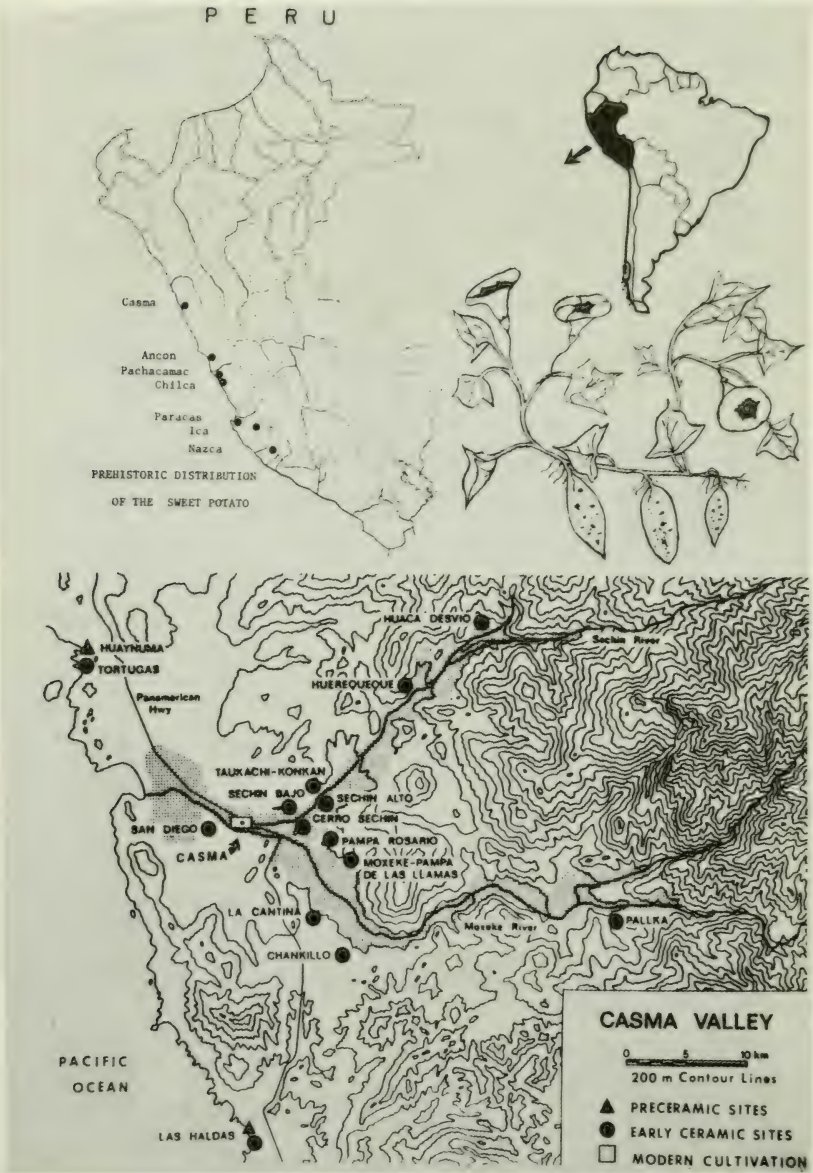 PERU
Casma
Ancon
Pachacamac
Chilca
Paracas
Ica
Nazca
PREHISTORIC DISTRIBUTION
OF THE SWEET POTATO
HUACA DESVIO
Sechin River
HUAYNUMA
TORTUGAS
HUEREQUEQUE
Panamerican
Hwy
TAUKACHI-KONKAN
SECHIN BAJO
SECHIN ALTO
SAN DIEGO
CERRO SECHIN
CASMA
PAMPA ROSARIO
MOXEKE-PAMPA
DE LAS LLAMAS
LA CANTINA
Moxeke River
PALLKA
CHANKILLO
PACIFIC
OCEAN
LAS HALDAS
CASMA VALLEY
0 5 10 km
200 m Contour Lines
PRECERAMIC SITES
EARLY CERAMIC SITES
MODERN CULTIVATION